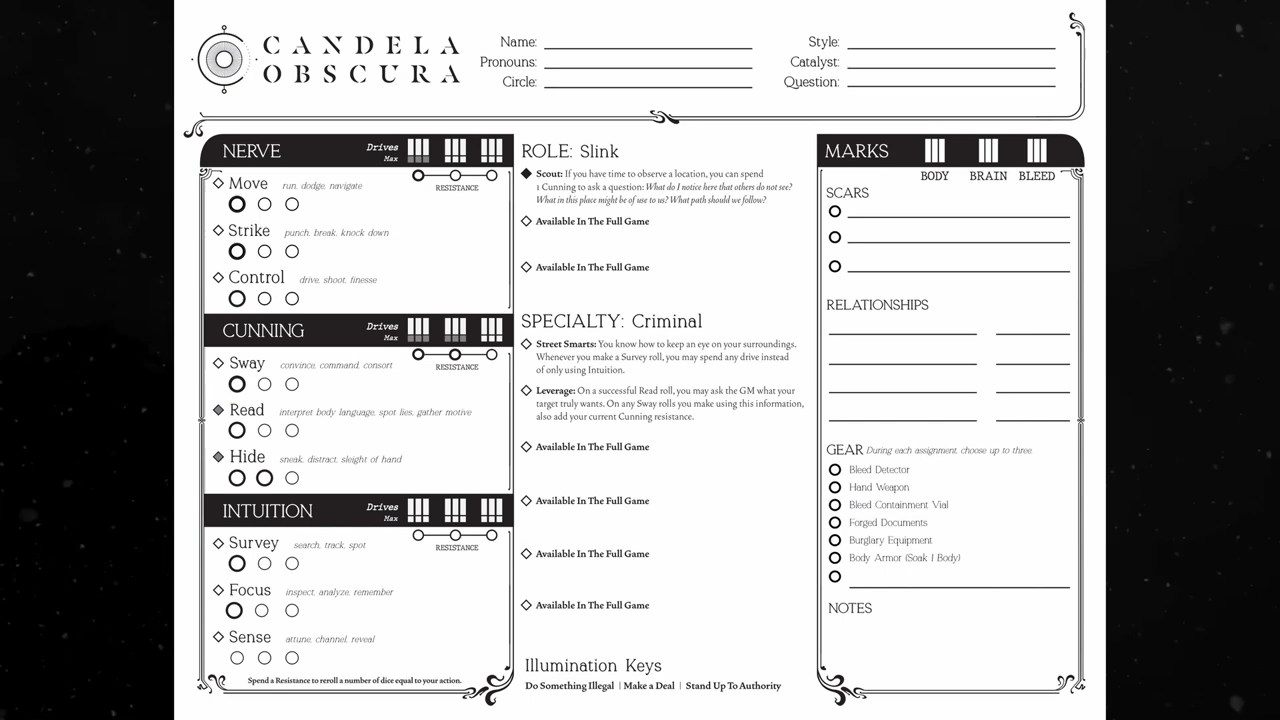 CANDELA
OBSCURA
Name:
Pronouns:
Circle:
Style:
Catalyst:
Question:
NERVE
Drives
Max
RESISTANCE
Move run, dodge, navigate
Strike punch, break, knock down
Control drive, shoot, finesse
CUNNING
Drives
Max
RESISTANCE
Sway convince, command, consort
Read interpret body language, spot lies, gather motive
Hide sneak, distract, sleight of hand
INTUITION
Drives
Max
RESISTANCE
Survey search, track, spot
Focus inspect, analyze, remember
Sense attune, channel, reveal
Spend a Resistance to reroll a number of dice equal to your action.
ROLE: Slink
Scout: If you have time to observe a location, you can spend
1 Cunning to ask a question: What do I notice here that others do not see?
What in this place might be of use to us? What path should we follow?
Available In The Full Game
Available In The Full Game
SPECIALTY: Criminal
Street Smarts: You know how to keep an eye on your surroundings.
Whenever you make a Survey roll, you may spend any drive instead
of only using Intuition.
Leverage: On a successful Read roll, you may ask the GM what your
target truly wants. On any Sway rolls you make using this information,
also add your current Cunning resistance.
Available In The Full Game
Available In The Full Game
Available In The Full Game
Available In The Full Game
Illumination Keys
Do Something Illegal | Make a Deal | Stand Up To Authority
MARKS
BODY BRAIN BLEED
SCARS
RELATIONSHIPS
GEAR During each assignment, choose up to three.
Bleed Detector
Hand Weapon
Bleed Containment Vial
Forged Documents
Burglary Equipment
Body Armor (Soak 1 Body)
NOTES